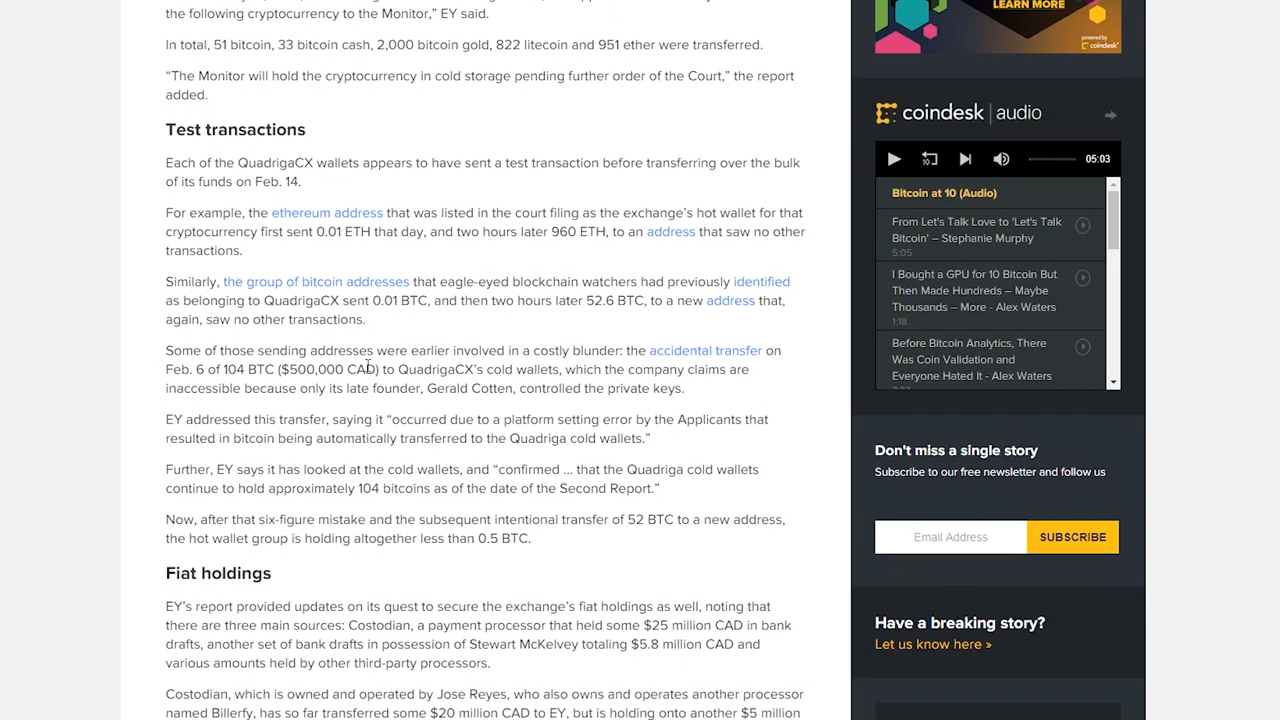 the following cryptocurrency to the Monitor,” EY said.
In total, 51 bitcoin, 33 bitcoin cash, 2,000 bitcoin gold, 822 litecoin and 951 ether were transferred.
“The Monitor will hold the cryptocurrency in cold storage pending further order of the Court,” the report
added.
Test transactions
Each of the QuadrigaCX wallets appears to have sent a test transaction before transferring over the bulk
of its funds on Feb. 14.
For example, the ethereum address that was listed in the court filing as the exchange’s hot wallet for that
cryptocurrency first sent 0.01 ETH that day, and two hours later 960 ETH, to an address that saw no other
transactions.
Similarly, the group of bitcoin addresses that eagle-eyed blockchain watchers had previously identified
as belonging to QuadrigaCX sent 0.01 BTC, and then two hours later 52.6 BTC, to a new address that,
again, saw no other transactions.
Some of those sending addresses were earlier involved in a costly blunder: the accidental transfer on
Feb. 6 of 104 BTC ($500,000 CAD) to QuadrigaCX’s cold wallets, which the company claims are
inaccessible because only its late founder, Gerald Cotten, controlled the private keys.
EY addressed this transfer, saying it “occurred due to a platform setting error by the Applicants that
resulted in bitcoin being automatically transferred to the Quadriga cold wallets.”
Further, EY says it has looked at the cold wallets, and “confirmed … that the Quadriga cold wallets
continue to hold approximately 104 bitcoins as of the date of the Second Report.”
Now, after that six-figure mistake and the subsequent intentional transfer of 52 BTC to a new address,
the hot wallet group is holding altogether less than 0.5 BTC.
Fiat holdings
EY’s report provided updates on its quest to secure the exchange’s fiat holdings as well, noting that
there are three main sources: Costodian, a payment processor that held some $25 million CAD in bank
drafts, another set of bank drafts in possession of Stewart McKelvey totaling $5.8 million CAD and
various amounts held by other third-party processors.
Costodian, which is owned and operated by Jose Reyes, who also owns and operates another processor
named Billerfy, has so far transferred some $20 million CAD to EY, but is holding onto another $5 million
LEARN MORE
powered by
coindesk
coindesk | audio
10
05:03
Bitcoin at 10 (Audio)
From Let's Talk Love to 'Let's Talk
Bitcoin' – Stephanie Murphy
5:05
I Bought a GPU for 10 Bitcoin But
Then Made Hundreds – Maybe
Thousands – More - Alex Waters
1:18
Before Bitcoin Analytics, There
Was Coin Validation and
Everyone Hated It - Alex Waters
Don't miss a single story
Subscribe to our free newsletter and follow us
Email Address
SUBSCRIBE
Have a breaking story?
Let us know here »